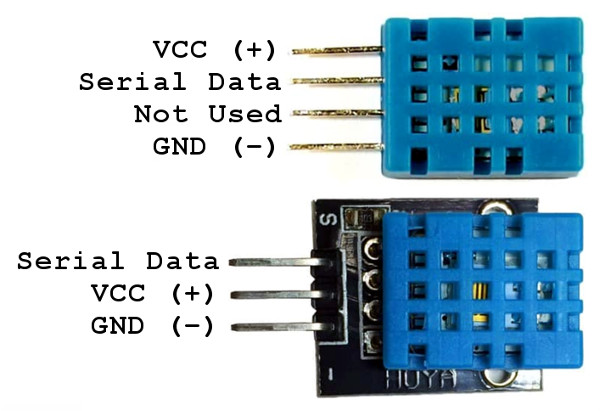 VCC (+)
Serial Data
Not Used
GND (-)
S
Serial Data
VCC (+)
GND (-)
-
HUYA